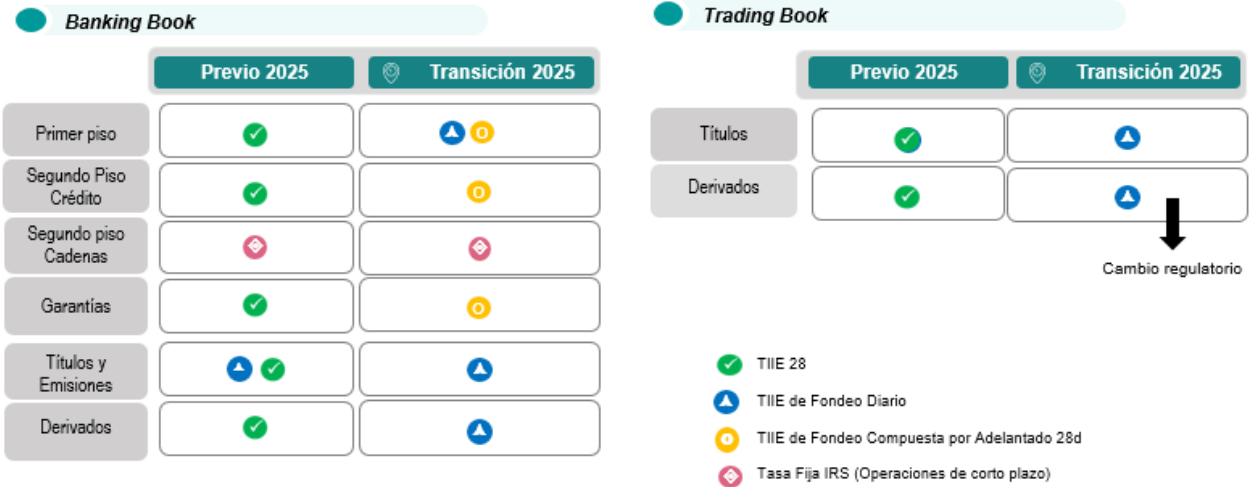 Banking Book
Previo 2025
Transición 2025
Primer piso
Segundo Piso
Crédito
Segundo piso
Cadenas
Garantías
Títulos y
Emisiones
Derivados
Trading Book
Previo 2025
Transición 2025
Títulos
Derivados
Cambio regulatorio
TIIE 28
TIIE de Fondeo Diario
TIIE de Fondeo Compuesta por Adelantado 28d
Tasa Fija IRS (Operaciones de corto plazo)